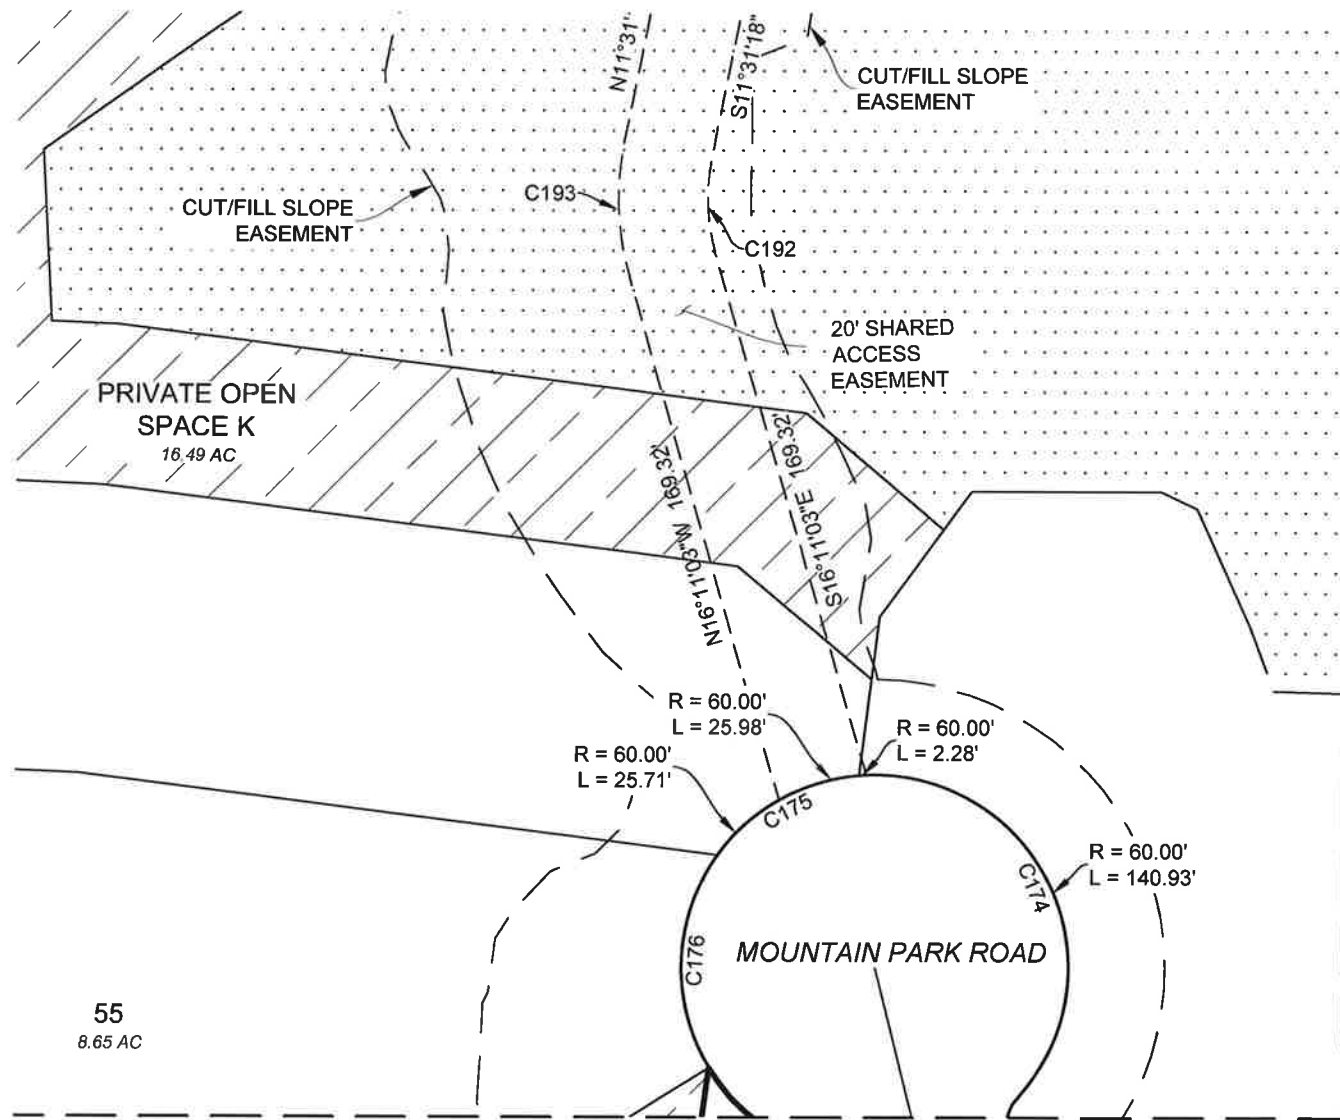 N11°31'
S11°31'18"
CUT/FILL SLOPE
EASEMENT
CUT/FILL SLOPE
EASEMENT
C193
C192
20' SHARED
ACCESS
EASEMENT
PRIVATE OPEN
SPACE K
16.49 AC
N16°11'03"W 169.32'
S16°11'03"E 169.32'
R = 60.00'
L = 25.98'
R = 60.00'
L = 2.28'
R = 60.00'
L = 25.71'
C175
R = 60.00'
L = 140.93'
C174
C176
MOUNTAIN PARK ROAD
55
8.65 AC